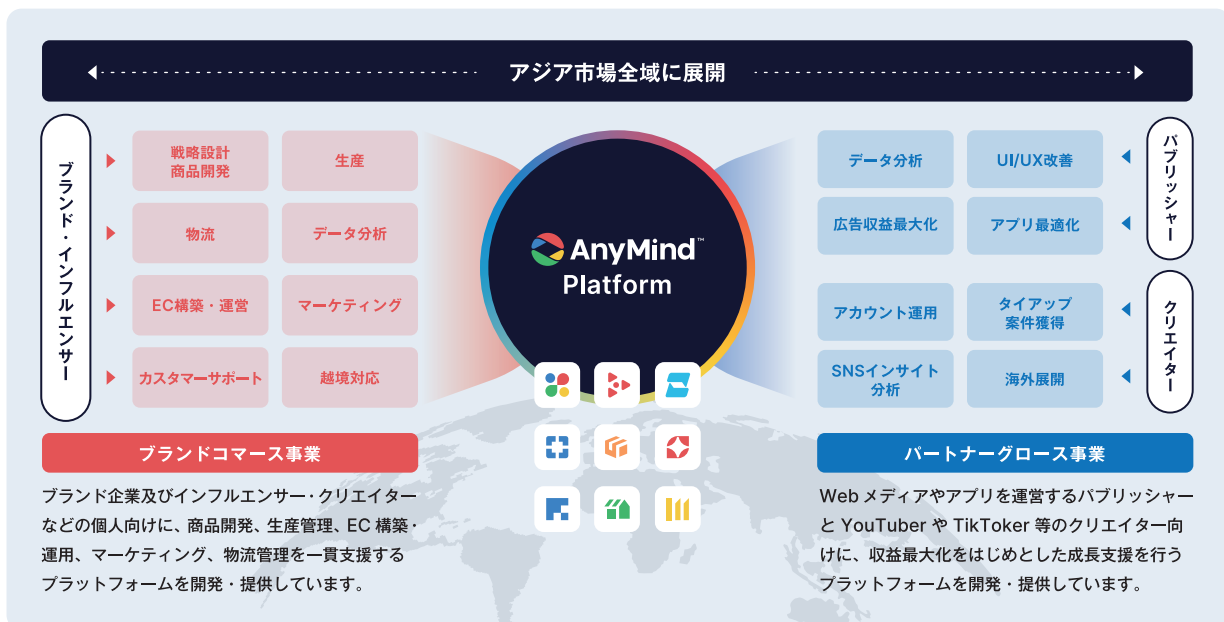 アジア市場全域に展開
ブランド・インフルエンサー
戦略設計
商品開発
生産
物流
データ分析
EC構築・運営
マーケティング
カスタマーサポート
越境対応
AnyMind™
Platform
データ分析
UI/UX改善
広告収益最大化
アプリ最適化
パブリッシャー
アカウント運用
タイアップ
案件獲得
SNSインサイト
分析
海外展開
クリエイター
ブランドコマース事業
ブランド企業及びインフルエンサー・クリエイター
などの個人向けに、商品開発、生産管理、EC 構築・
運用、マーケティング、物流管理を一貫支援する
プラットフォームを開発・提供しています。
パートナーグロース事業
Web メディアやアプリを運営するパブリッシャー
と YouTuber や TikToker 等のクリエイター向
けに、収益最大化をはじめとした成長支援を行う
プラットフォームを開発・提供しています。